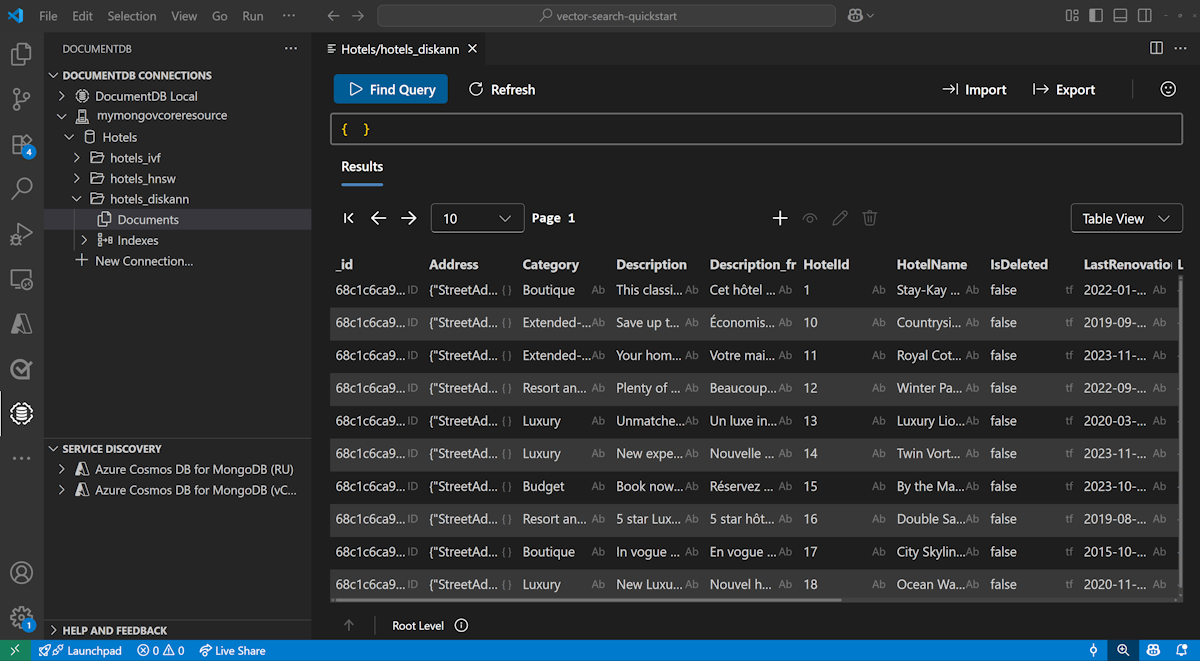 File Edit Selection View Go Run ··· vector-search-quickstart
DOCUMENTDB ···
DOCUMENTDB CONNECTIONS
DocumentDB Local
mymongovcoreresource
Hotels
hotels_ivf
hotels_hnsw
hotels_diskann
Documents
Indexes
New Connection...
4
SERVICE DISCOVERY
Azure Cosmos DB for MongoDB (RU)
Azure Cosmos DB for MongoDB (vC...
HELP AND FEEDBACK
1
Hotels/hotels_diskann
Find Query Refresh Import Export
{ }
Results
10 Page 1 Table View
_id Address Category Description Description_fr HotelId HotelName IsDeleted LastRenovatio L
68c1c6ca9... ID {"StreetAd... { } Boutique Ab This classi... Ab Cet hôtel ... Ab 1 Ab Stay-Kay ... Ab false tf 2022-01-... Ab
68c1c6ca9... ID {"StreetAd... { } Extended-... Ab Save up t... Ab Économis... Ab 10 Ab Countrysi... Ab false tf 2019-09-... Ab
68c1c6ca9... ID {"StreetAd... { } Extended-... Ab Your hom... Ab Votre mai... Ab 11 Ab Royal Cot... Ab false tf 2023-11-... Ab
68c1c6ca9... ID {"StreetAd... { } Resort an... Ab Plenty of ... Ab Beaucoup... Ab 12 Ab Winter Pa... Ab false tf 2022-09-... Ab
68c1c6ca9... ID {"StreetAd... { } Luxury Ab Unmatche... Ab Un luxe in... Ab 13 Ab Luxury Lio... Ab false tf 2020-03-... Ab
68c1c6ca9... ID {"StreetAd... { } Luxury Ab New expe... Ab Nouvelle ... Ab 14 Ab Twin Vort... Ab false tf 2023-11-... Ab
68c1c6ca9... ID {"StreetAd... { } Budget Ab Book now... Ab Réservez ... Ab 15 Ab By the Ma... Ab false tf 2023-10-... Ab
68c1c6ca9... ID {"StreetAd... { } Resort an... Ab 5 star Lux... Ab 5 star hôt... Ab 16 Ab Double Sa... Ab false tf 2019-08-... Ab
68c1c6ca9... ID {"StreetAd... { } Boutique Ab In vogue ... Ab En vogue ... Ab 17 Ab City Skylin... Ab false tf 2015-10-... Ab
68c1c6ca9... ID {"StreetAd... { } Luxury Ab New Luxu... Ab Nouvel h... Ab 18 Ab Ocean Wa... Ab false tf 2020-11-... Ab
Root Level
Launchpad 0 0 Live Share